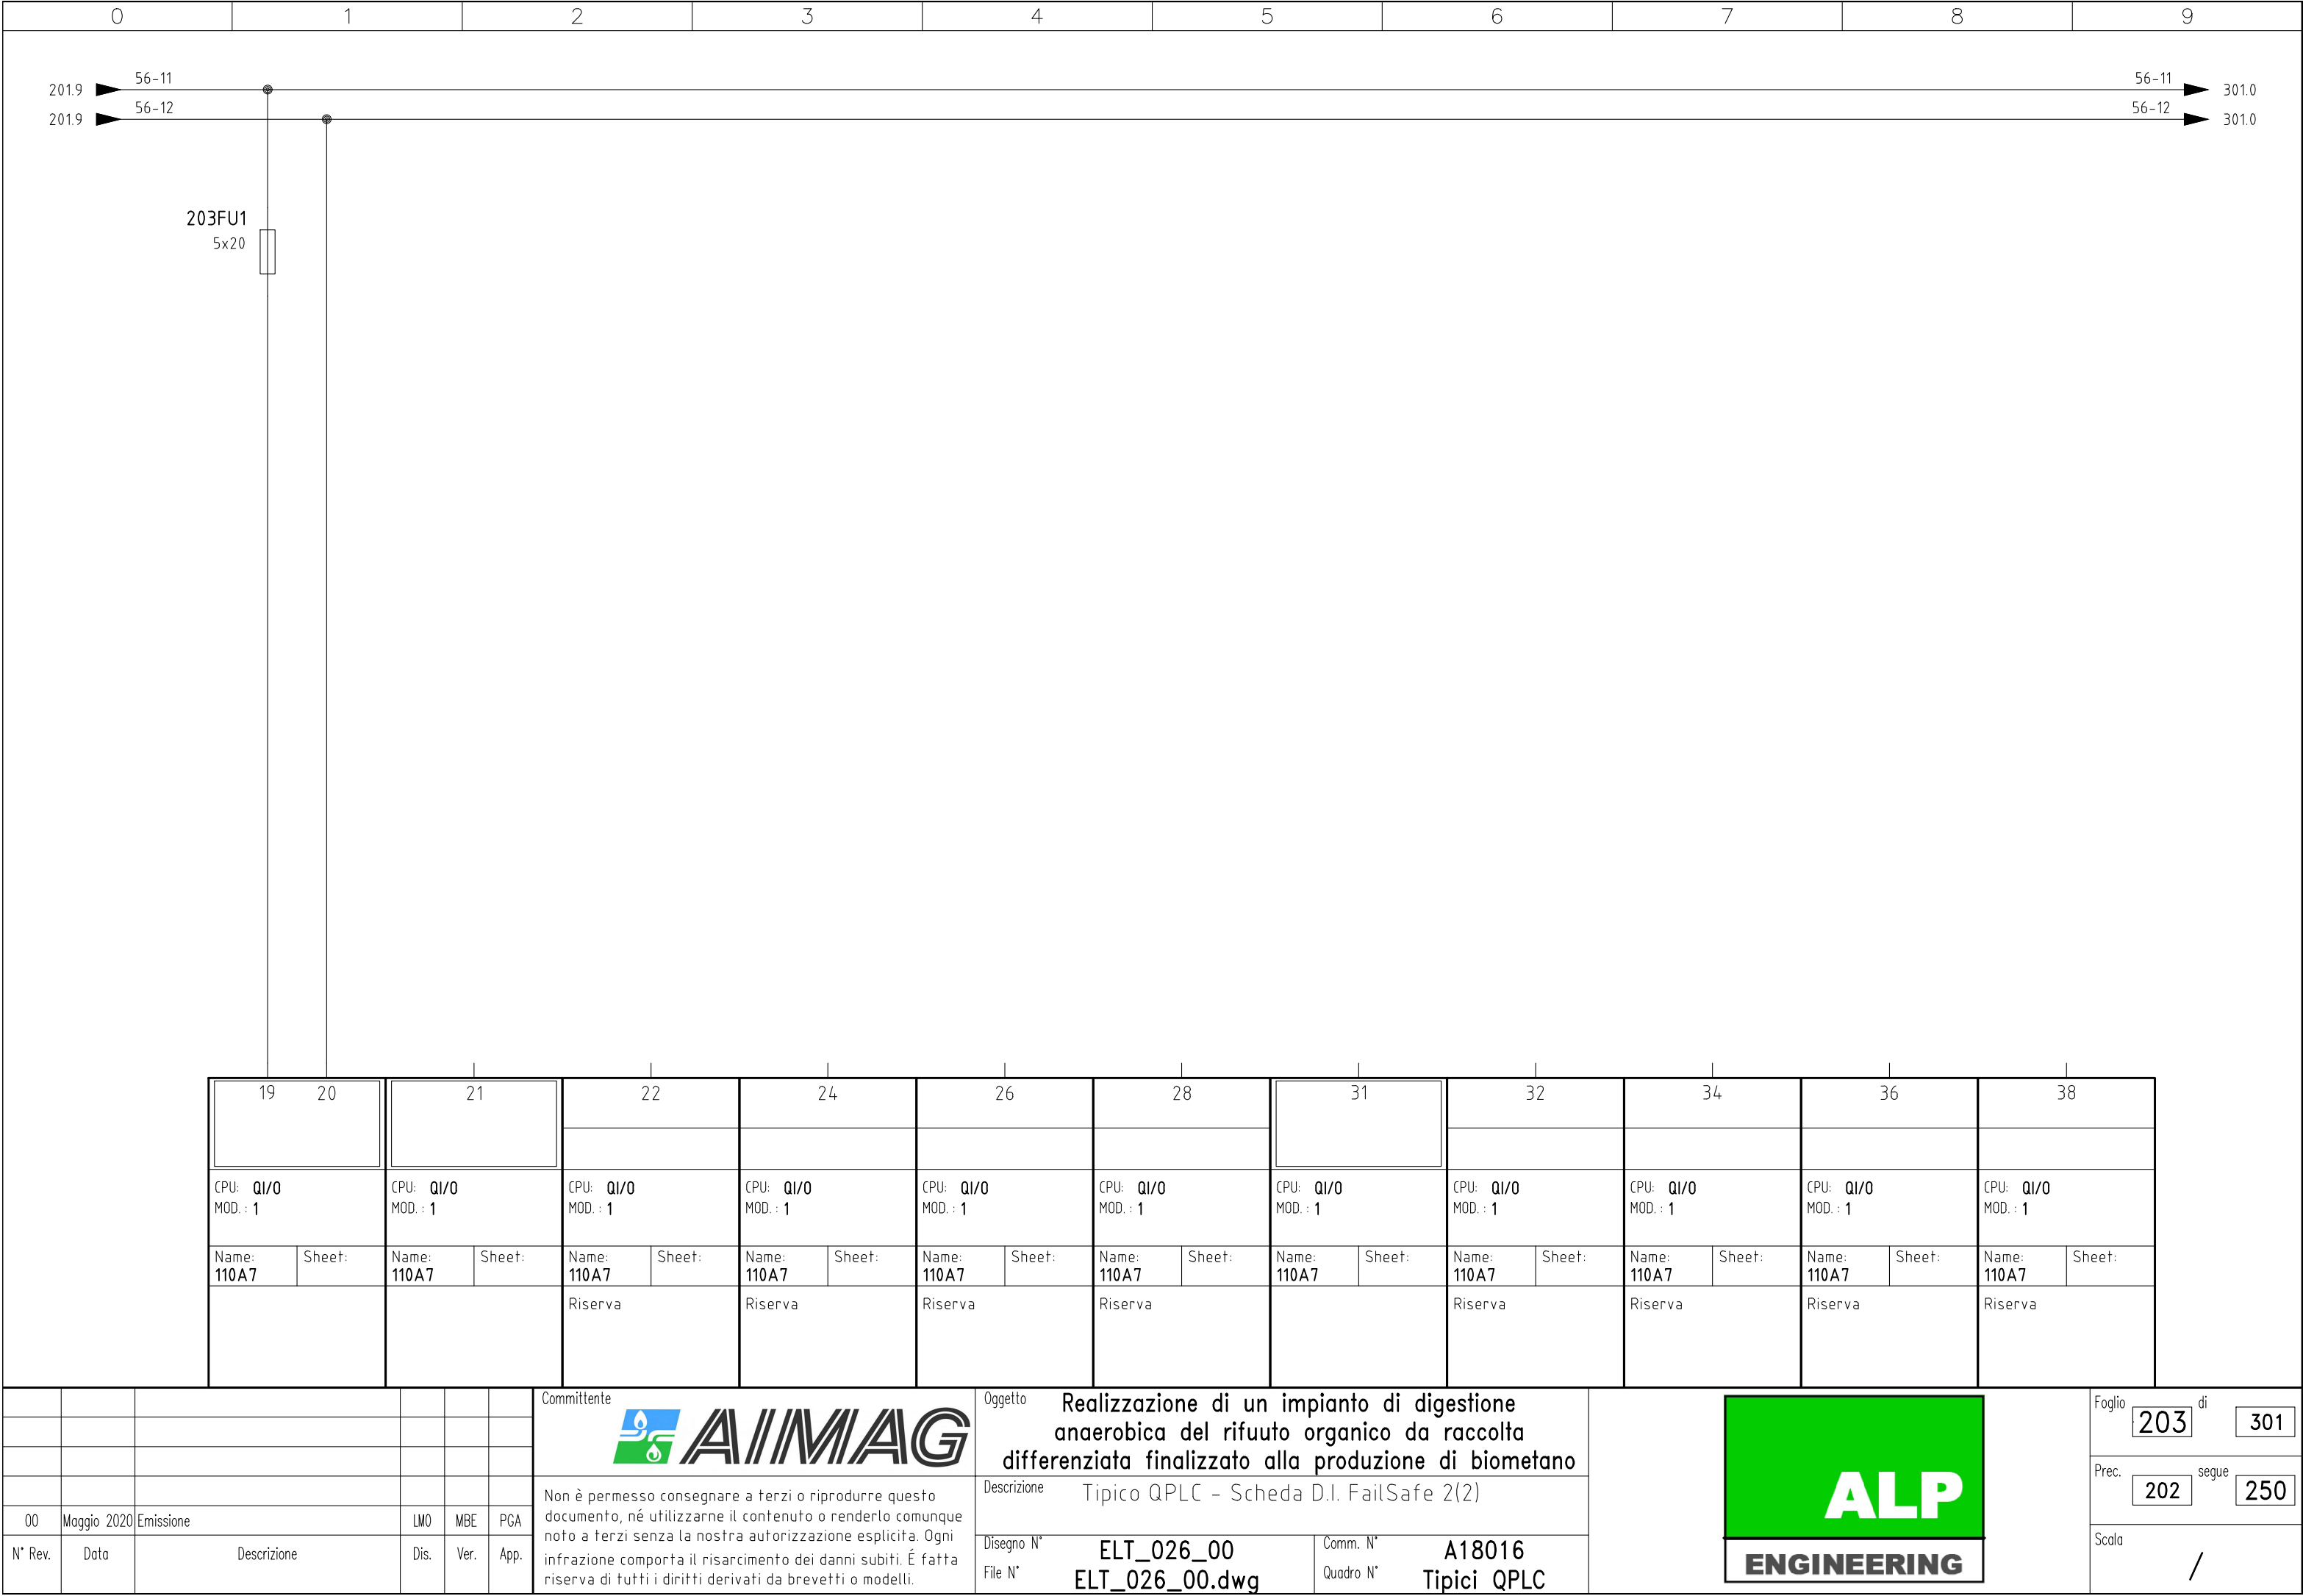 0 1 2 3 4 5 6 7 8 9
201.9 56-11 56-11 301.0
201.9 56-12 56-12 301.0
203FU1
5x20
19 20 21 22 24 26 28 31 32 34 36 38
CPU: QI/O CPU: QI/O CPU: QI/O CPU: QI/O CPU: QI/O CPU: QI/O CPU: QI/O CPU: QI/O CPU: QI/O CPU: QI/O CPU: QI/O
MOD. : 1 MOD. : 1 MOD. : 1 MOD. : 1 MOD. : 1 MOD. : 1 MOD. : 1 MOD. : 1 MOD. : 1 MOD. : 1 MOD. : 1
Name: Sheet: Name: Sheet: Name: Sheet: Name: Sheet: Name: Sheet: Name: Sheet: Name: Sheet: Name: Sheet: Name: Sheet: Name: Sheet: Name: Sheet:
110A7 110A7 110A7 110A7 110A7 110A7 110A7 110A7 110A7 110A7 110A7
Riserva Riserva Riserva Riserva Riserva Riserva Riserva Riserva
00 Maggio 2020 Emissione LMO MBE PGA
N° Rev. Data Descrizione Dis. Ver. App.
Committente
AIMAG
Non è permesso consegnare a terzi o riprodurre questo
documento, né utilizzarne il contenuto o renderlo comunque
noto a terzi senza la nostra autorizzazione esplicita. Ogni
infrazione comporta il risarcimento dei danni subiti. É fatta
riserva di tutti i diritti derivati da brevetti o modelli.
Oggetto
Realizzazione di un impianto di digestione
anaerobica del rifuuto organico da raccolta
differenziata finalizzato alla produzione di biometano
Descrizione
Tipico QPLC - Scheda D.I. FailSafe 2(2)
Disegno N° ELT_026_00 Comm. N° A18016
File N° ELT_026_00.dwg Quadro N° Tipici QPLC
ALP
ENGINEERING
Foglio 203 di 301
Prec. 202 segue 250
Scala
/